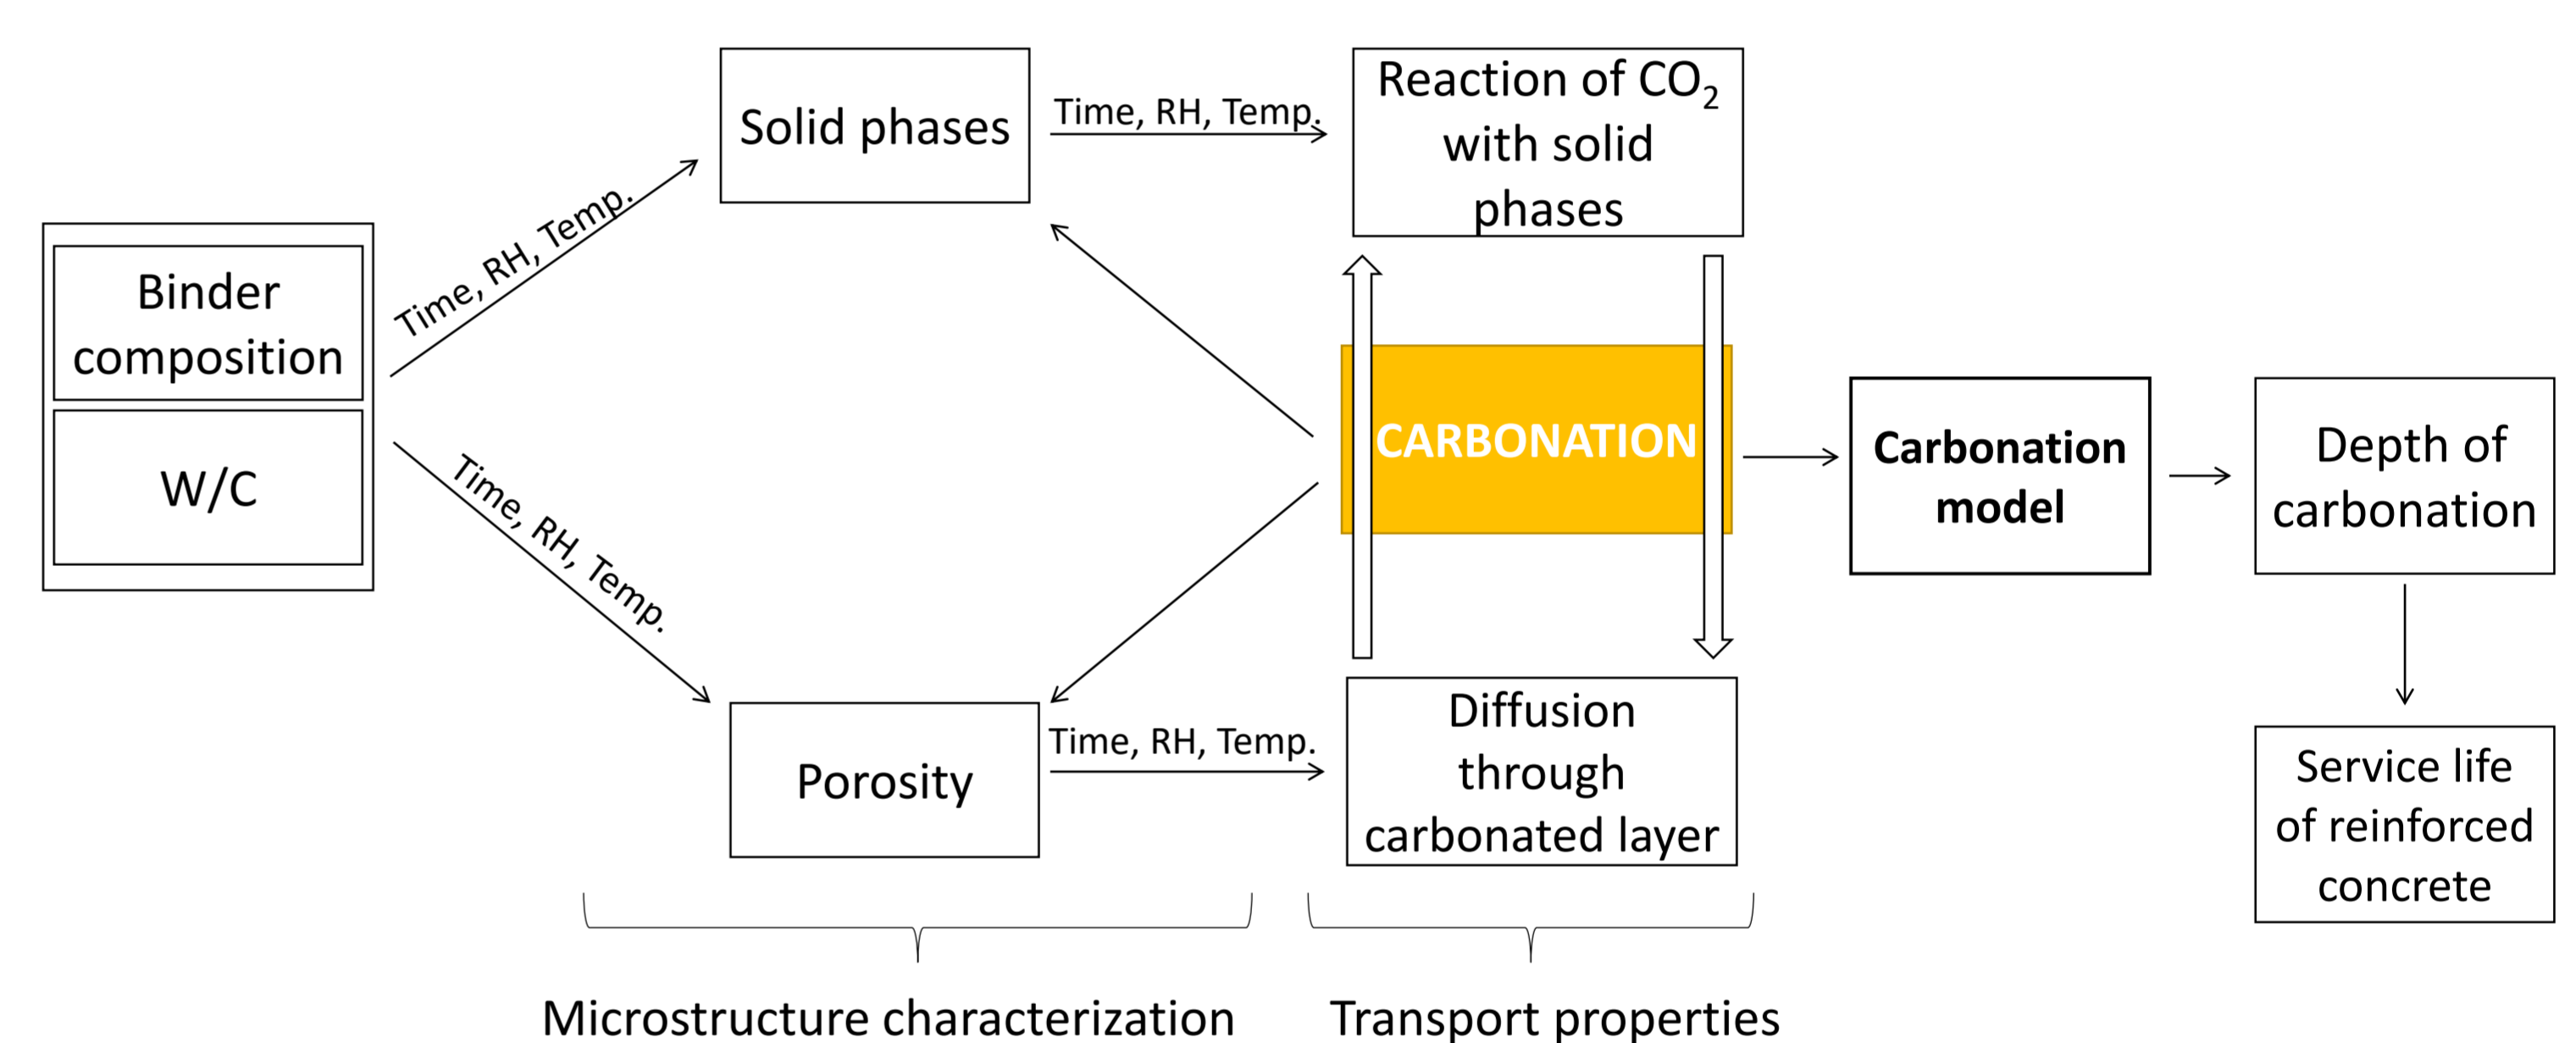 Binder
composition
W/C
Time, RH, Temp.
Time, RH, Temp.
Solid phases
Porosity
Time, RH, Temp.
Time, RH, Temp.
Reaction of CO₂
with solid
phases
CARBONATION
Diffusion
through
carbonated layer
Carbonation
model
Depth of
carbonation
Service life
of reinforced
concrete
Microstructure characterization
Transport properties